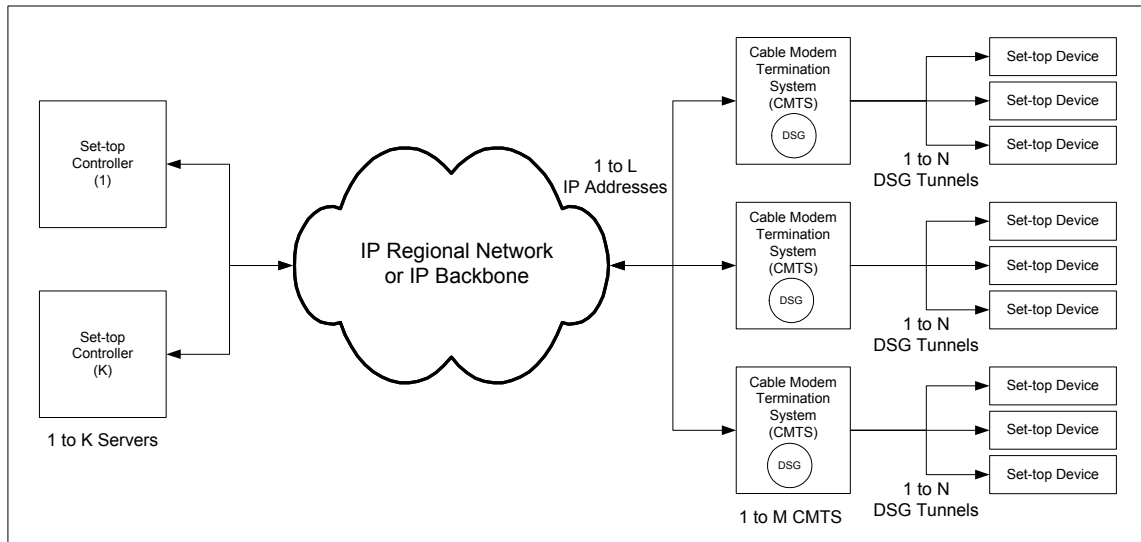 Set-top
Controller
(1)
Set-top
Controller
(K)
1 to K Servers
IP Regional Network
or IP Backbone
1 to L
IP Addresses
Cable Modem
Termination
System
(CMTS)
DSG
1 to N
DSG Tunnels
Set-top Device
Set-top Device
Set-top Device
Cable Modem
Termination
System
(CMTS)
DSG
1 to N
DSG Tunnels
Set-top Device
Set-top Device
Set-top Device
Cable Modem
Termination
System
(CMTS)
DSG
1 to M CMTS
1 to N
DSG Tunnels
Set-top Device
Set-top Device
Set-top Device